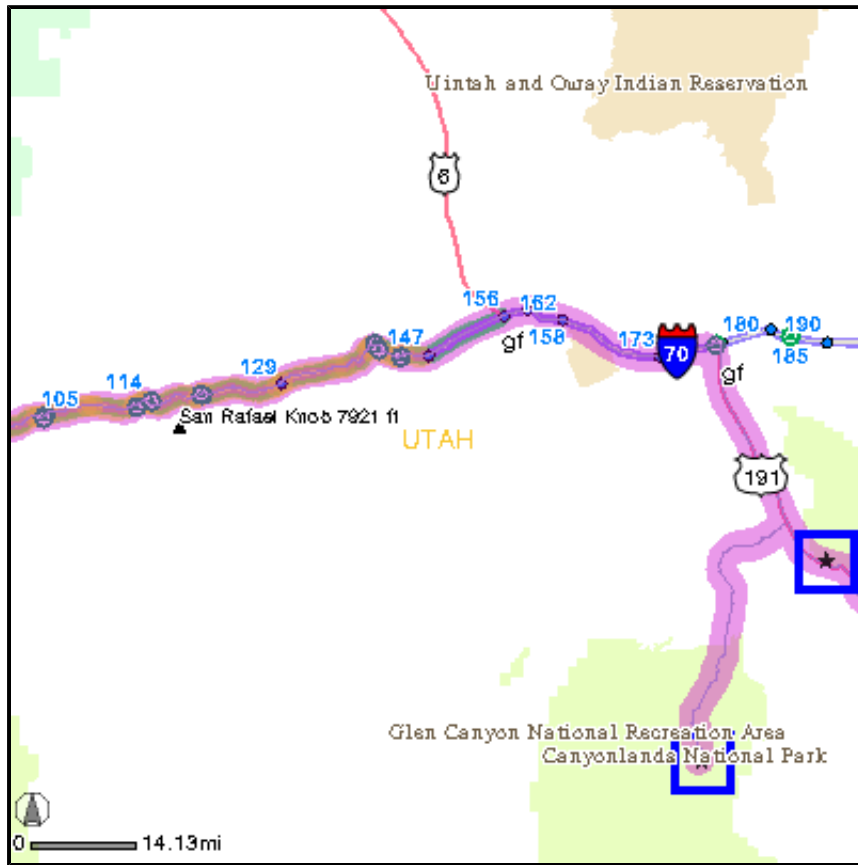 Uintah and Ouray Indian Reservation
6
156
162
158
173
70
180
190
185
147
gf
gf
129
114
105
San Rafael Knob 7921 ft
UTAH
191
Glen Canyon National Recreation Area
Canyonlands National Park
0 14.13mi